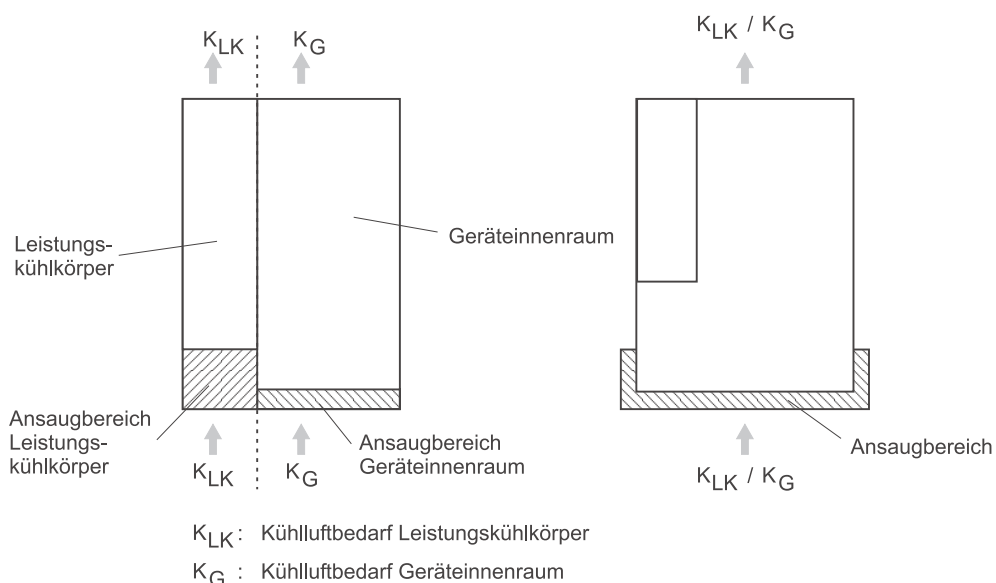 K_LK
K_G
Leistungs-
kühlkörper
Geräteinnenraum
Ansaugbereich
Leistungs-
kühlkörper
Ansaugbereich
Geräteinnenraum
K_LK
K_G
K_LK / K_G
Ansaugbereich
K_LK / K_G
K_LK : Kühlluftbedarf Leistungskühlkörper
K_G : Kühlluftbedarf Geräteinnenraum